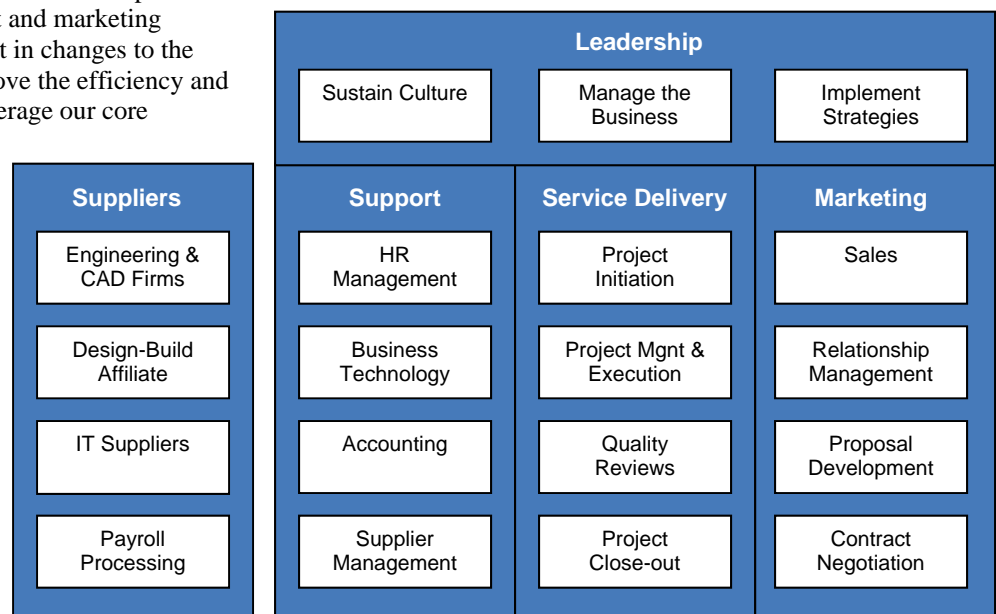 t and marketing
t in changes to the
ove the efficiency and
erage our core
Leadership
Sustain Culture
Manage the
Business
Implement
Strategies
Suppliers
Engineering &
CAD Firms
Design-Build
Affiliate
IT Suppliers
Payroll
Processing
Support
HR
Management
Business
Technology
Accounting
Supplier
Management
Service Delivery
Project
Initiation
Project Mgnt &
Execution
Quality
Reviews
Project
Close-out
Marketing
Sales
Relationship
Management
Proposal
Development
Contract
Negotiation